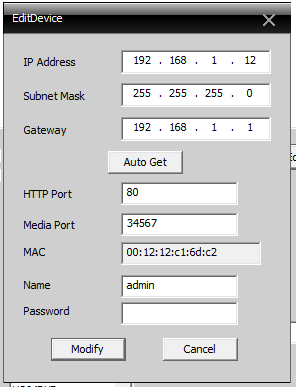 EditDevice
IP Address 192 . 168 . 1 . 12
Subnet Mask 255 . 255 . 255 . 0
Gateway 192 . 168 . 1 . 1
Auto Get
HTTP Port 80
Media Port 34567
MAC 00:12:12:c1:6d:c2
Name admin
Password
Modify Cancel